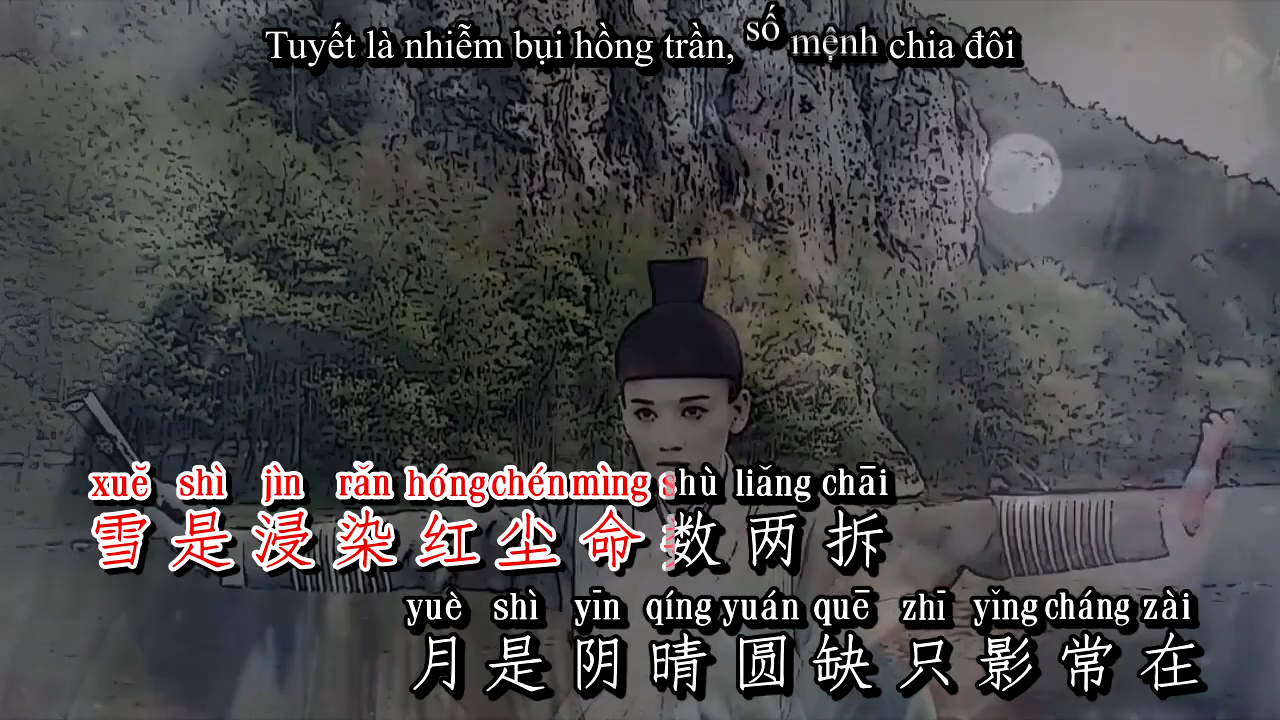 Tuyết là nhiễm bụi hồng trần, số mệnh chia đôi
xuě shì jìn rǎn hóng chén mìng shù liǎng chāi
雪是浸染红尘命数两拆
yuè shì yīn qíng yuán quē zhī yǐng cháng zài
月是阴晴圆缺只影常在